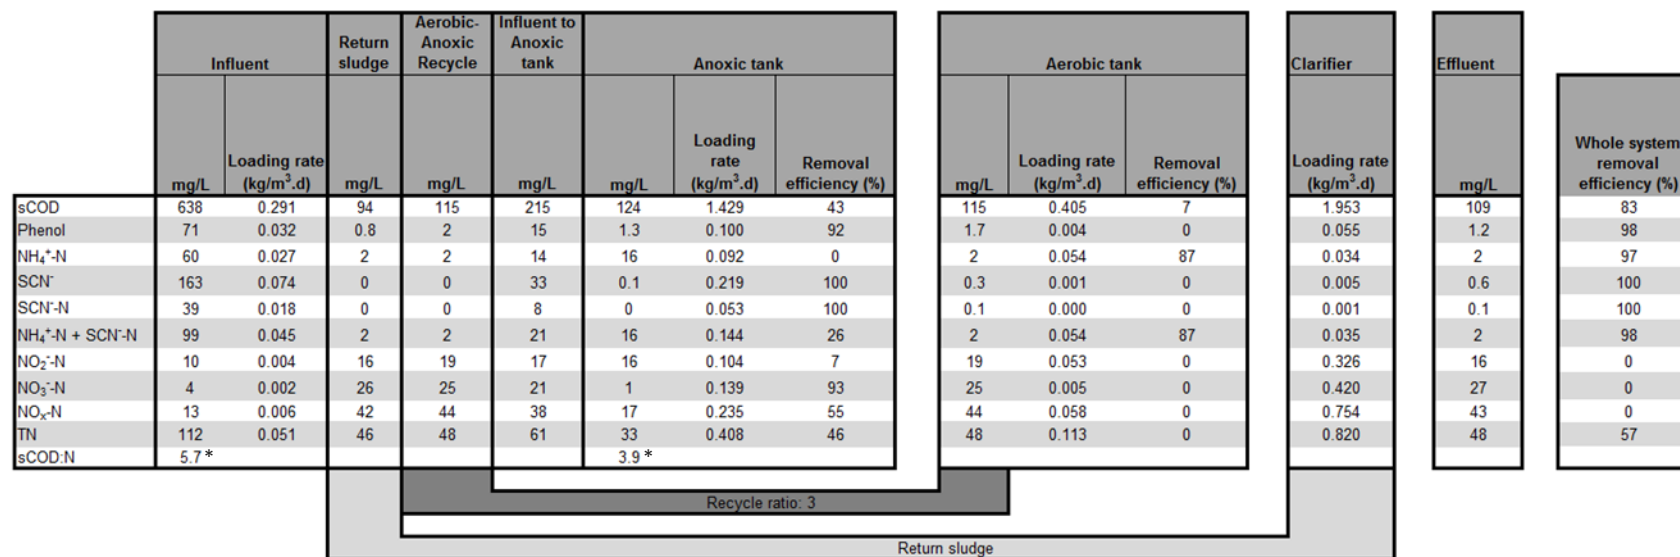 Influent Return sludge Aerobic-Anoxic Recycle Influent to Anoxic tank Anoxic tank Aerobic tank Clarifier Effluent
mg/L Loading rate (kg/m³.d) mg/L mg/L mg/L mg/L Loading rate (kg/m³.d) Removal efficiency (%) mg/L Loading rate (kg/m³.d) Removal efficiency (%) Loading rate (kg/m³.d) mg/L Whole system removal efficiency (%)
sCOD 638 0.291 94 115 215 124 1.429 43 115 0.405 7 1.953 109 83
Phenol 71 0.032 0.8 2 15 1.3 0.100 92 1.7 0.004 0 0.055 1.2 98
NH₄⁺-N 60 0.027 2 2 14 16 0.092 0 2 0.054 87 0.034 2 97
SCN⁻ 163 0.074 0 0 33 0.1 0.219 100 0.3 0.001 0 0.005 0.6 100
SCN⁻-N 39 0.018 0 0 8 0 0.053 100 0.1 0.000 0 0.001 0.1 100
NH₄⁺-N + SCN⁻-N 99 0.045 2 2 21 16 0.144 26 2 0.054 87 0.035 2 98
NO₂⁻-N 10 0.004 16 19 17 16 0.104 7 19 0.053 0 0.326 16 0
NO₃⁻-N 4 0.002 26 25 21 1 0.139 93 25 0.005 0 0.420 27 0
NOₓ-N 13 0.006 42 44 38 17 0.235 55 44 0.058 0 0.754 43 0
TN 112 0.051 46 48 61 33 0.408 46 48 0.113 0 0.820 48 57
sCOD:N 5.7 * 3.9 *
Recycle ratio: 3
Return sludge